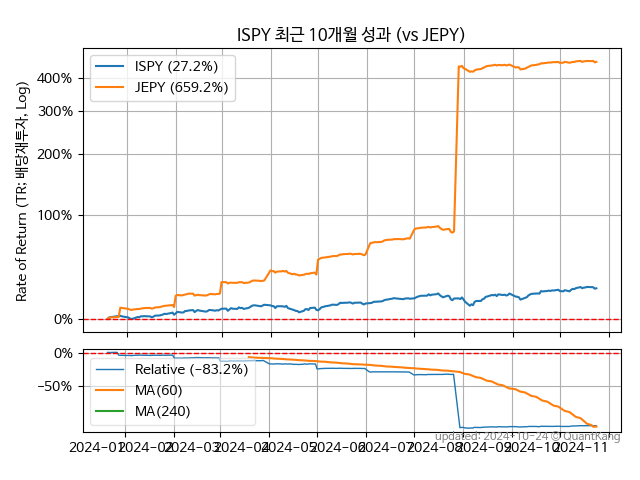 ISPY 최근 10개월 성과 (vs JEPY)
Rate of Return (TR; 배당재투자, Log)
400%
300%
200%
100%
0%
ISPY (27.2%)
JEPY (659.2%)
0%
−50%
Relative (−83.2%)
MA(60)
MA(240)
updated: 2024-10-24 © QuantKang
2024-01
2024-02
2024-03
2024-04
2024-05
2024-06
2024-07
2024-08
2024-09
2024-10
2024-11